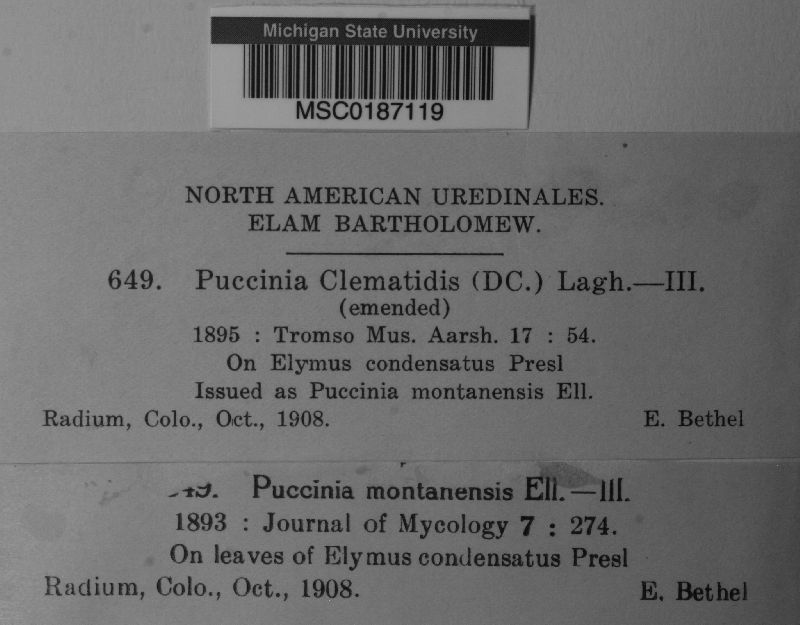 Michigan State University
MSC0187119
NORTH AMERICAN UREDINALES.
ELAM BARTHOLOMEW.
649. Puccinia Clematidis (DC.) Lagh.—III.
(emended)
1895 : Tromso Mus. Aarsh. 17 : 54.
On Elymus condensatus Presl
Issued as Puccinia montanensis Ell.
Radium, Colo., Oct., 1908. E. Bethel
Puccinia montanensis Ell.—III.
1893 : Journal of Mycology 7 : 274.
On leaves of Elymus condensatus Presl
Radium, Colo., Oct., 1908. E. Bethel